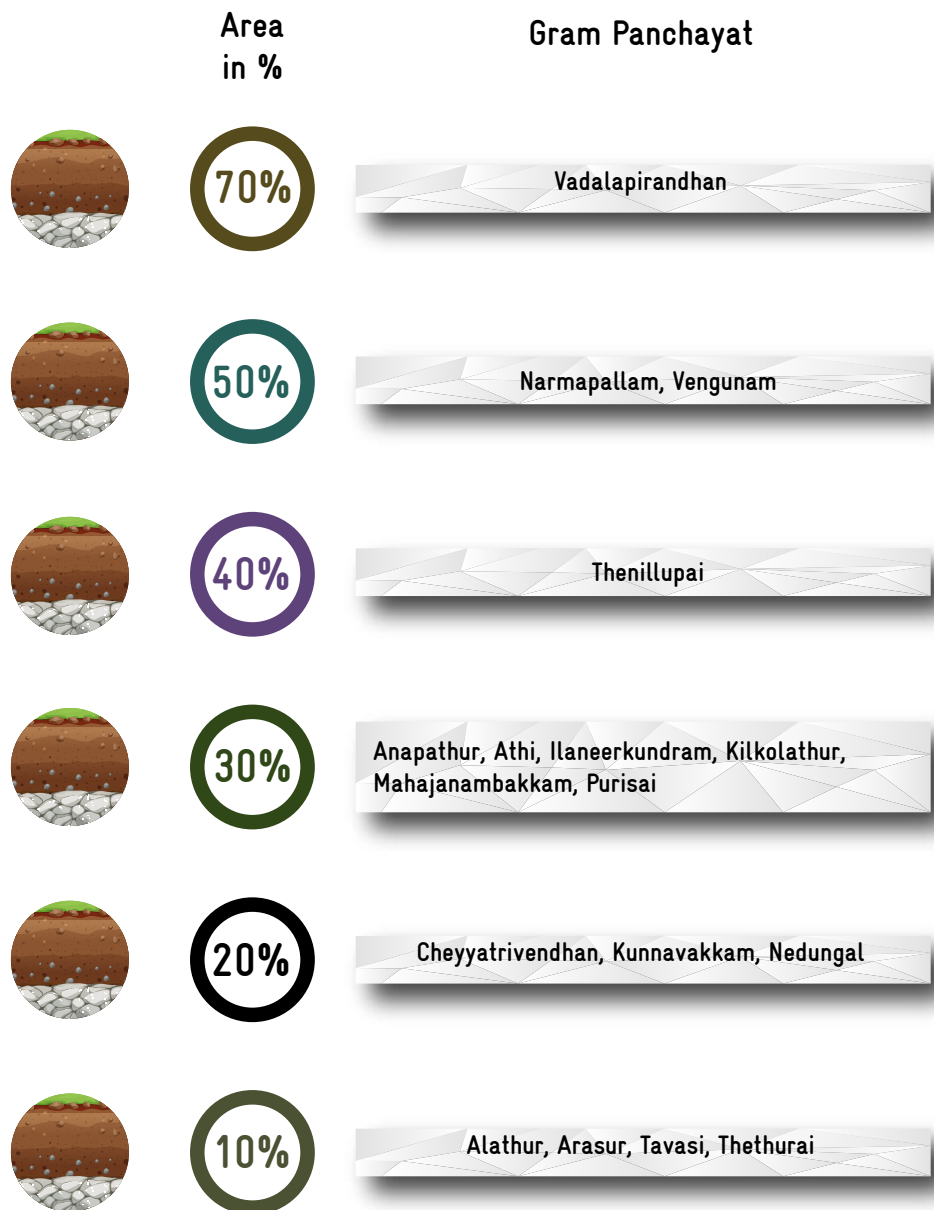 Area
in %
Gram Panchayat
70%
Vadalapirandhan
50%
Narmapallam, Vengunam
40%
Thenillupai
30%
Anapathur, Athi, Ilaneerkundram, Kilkolathur,
Mahajanambakkam, Purisai
20%
Cheyyatrivendhan, Kunnavakkam, Nedungal
10%
Alathur, Arasur, Tavasi, Thethurai